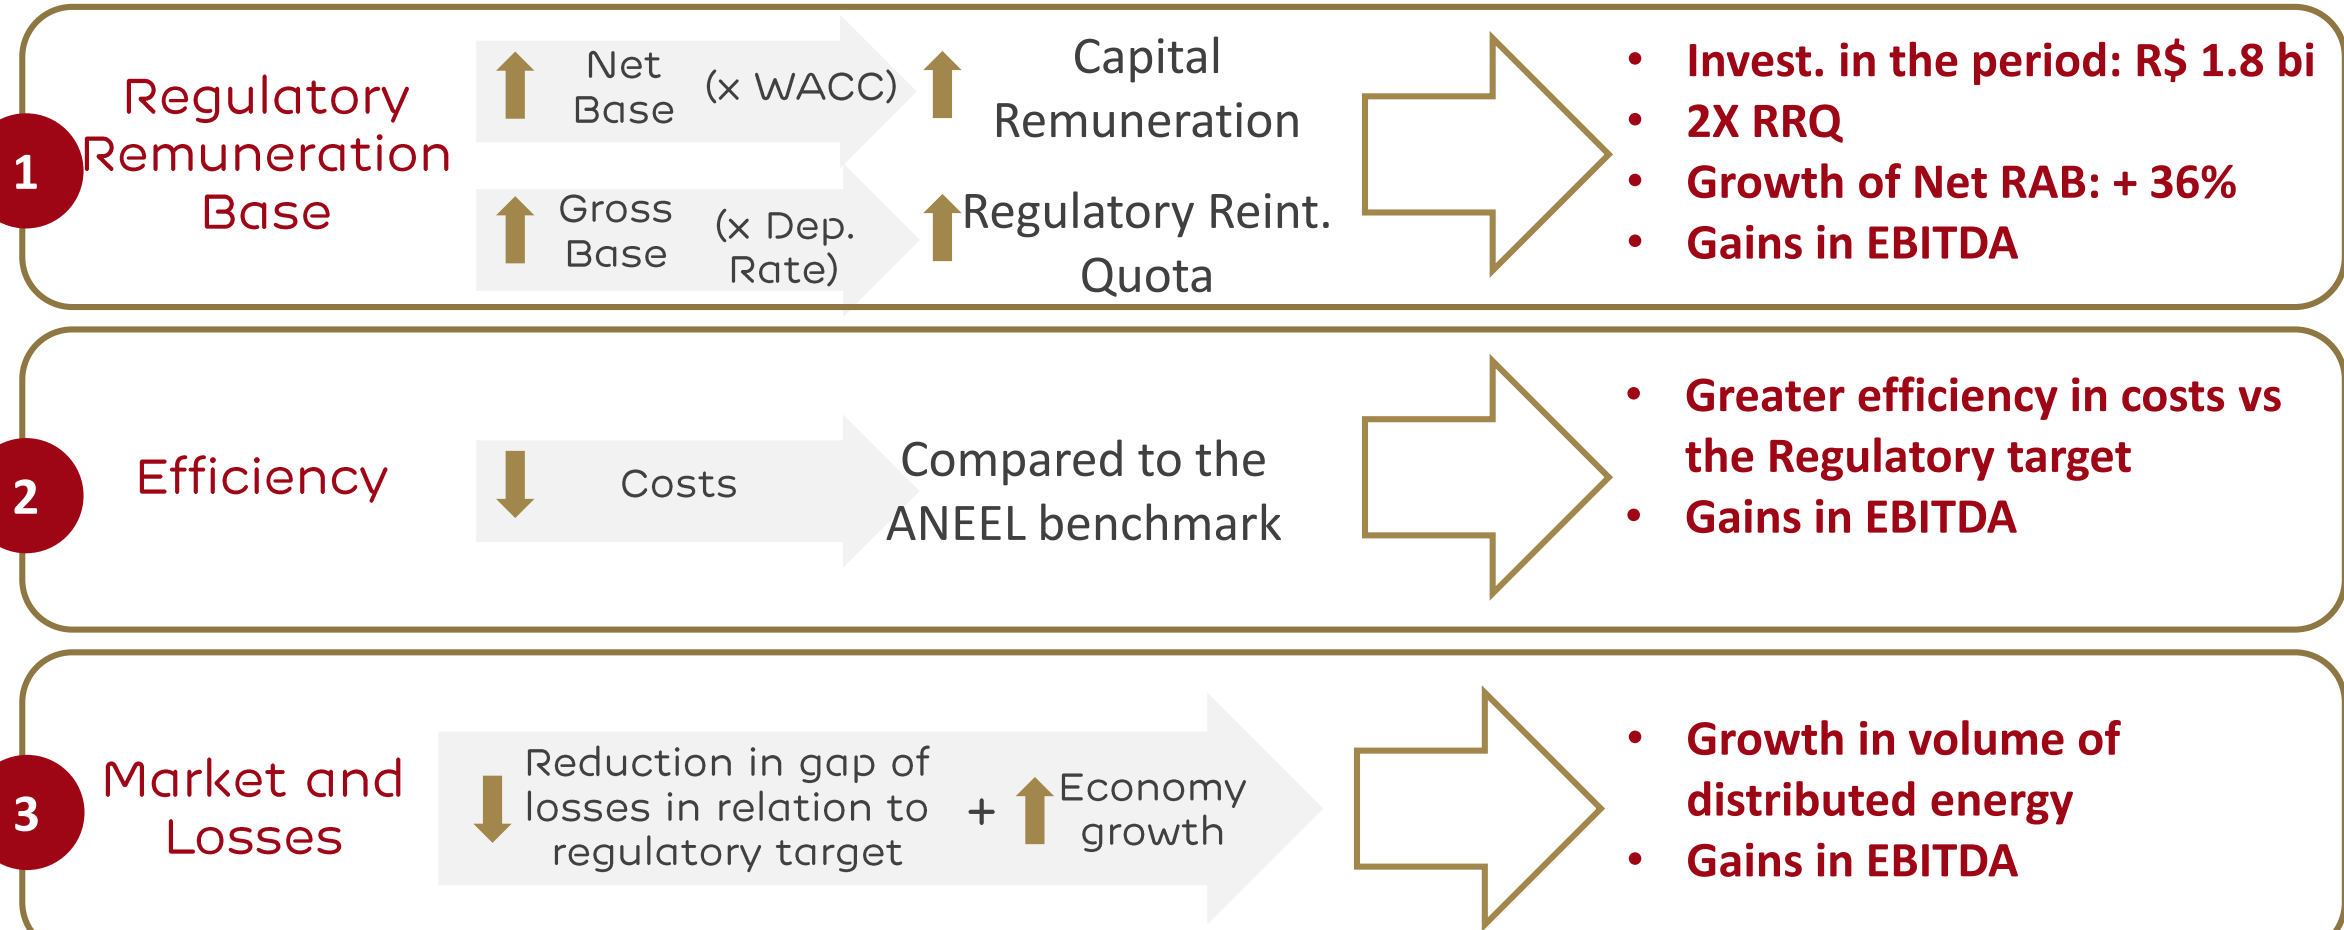 1
Regulatory
Remuneration
Base
Net
Base
(x WACC)
Capital
Remuneration
Gross
Base
(x Dep.
Rate)
Regulatory Reint.
Quota
• Invest. in the period: R$ 1.8 bi
• 2X RRQ
• Growth of Net RAB: + 36%
• Gains in EBITDA
2
Efficiency
Costs
Compared to the
ANEEL benchmark
• Greater efficiency in costs vs
the Regulatory target
• Gains in EBITDA
3
Market and
Losses
Reduction in gap of
losses in relation to
regulatory target
+
Economy
growth
• Growth in volume of
distributed energy
• Gains in EBITDA